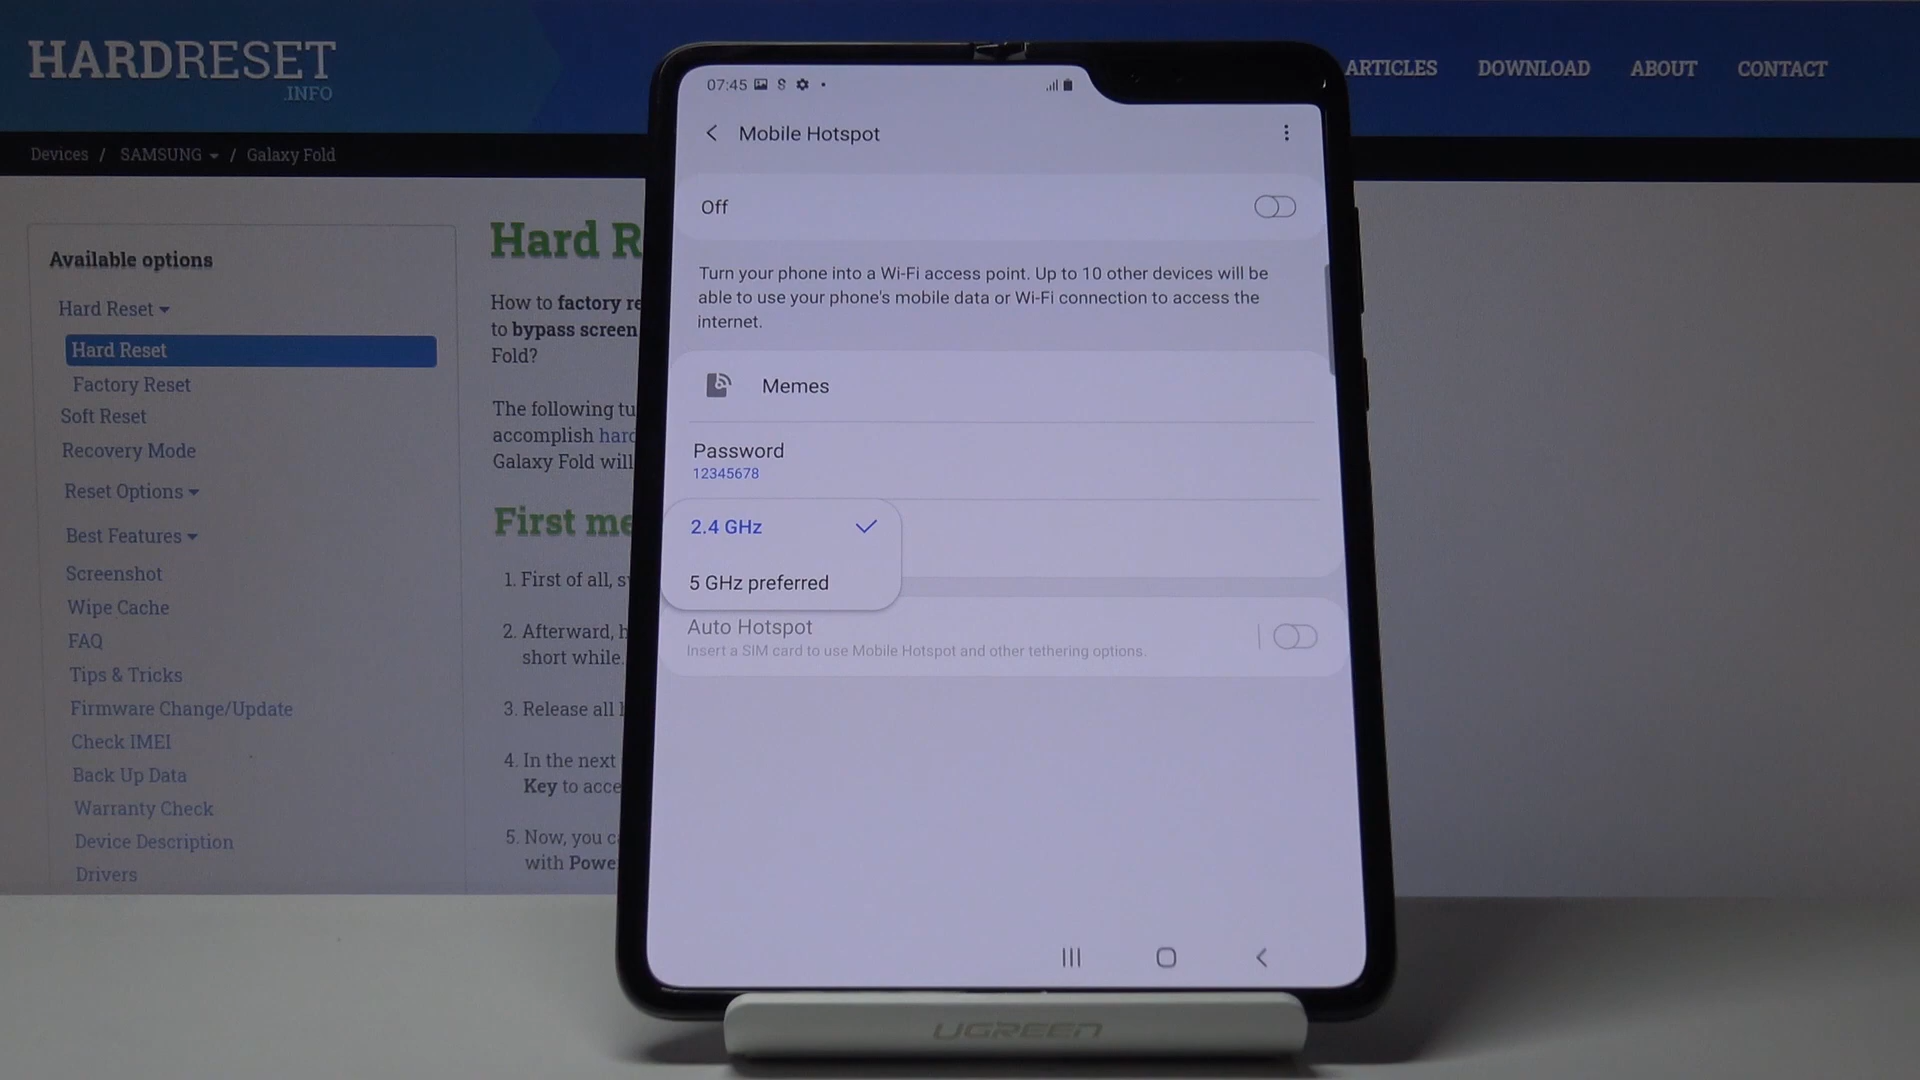 HARDRESET
.INFO
ARTICLES DOWNLOAD ABOUT CONTACT
Devices / SAMSUNG / Galaxy Fold
Available options
Hard Reset
Hard Reset
Factory Reset
Soft Reset
Recovery Mode
Reset Options
Best Features
Screenshot
Wipe Cache
FAQ
Tips & Tricks
Firmware Change/Update
Check IMEI
Back Up Data
Warranty Check
Device Description
Drivers
Hard R
How to factory re
to bypass screen
Fold?
The following tu
accomplish hard
Galaxy Fold will
First me
1. First of all, s
2. Afterward, h
short while.
3. Release all
4. In the next
Key to acce
5. Now, you c
with Power
07:45
Mobile Hotspot
Off
Turn your phone into a Wi-Fi access point. Up to 10 other devices will be
able to use your phone's mobile data or Wi-Fi connection to access the
internet.
Memes
Password
12345678
2.4 GHz
5 GHz preferred
Auto Hotspot
Insert a SIM card to use Mobile Hotspot and other tethering options.
UGREEN